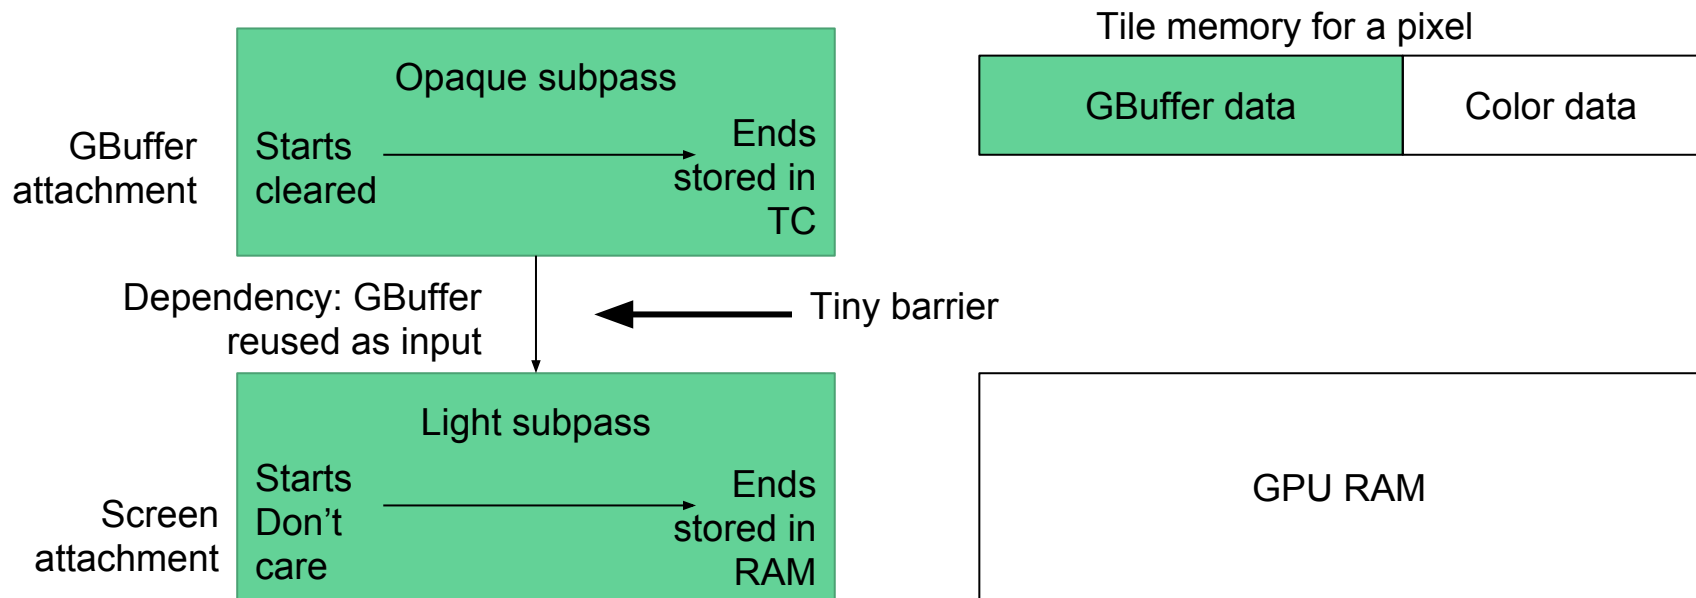 Tile memory for a pixel
Opaque subpass
GBuffer data
Color data
GBuffer
attachment
Starts
cleared
Ends
stored in
TC
Dependency: GBuffer
reused as input
Tiny barrier
Light subpass
Screen
attachment
Starts
Don’t
care
Ends
stored in
RAM
GPU RAM